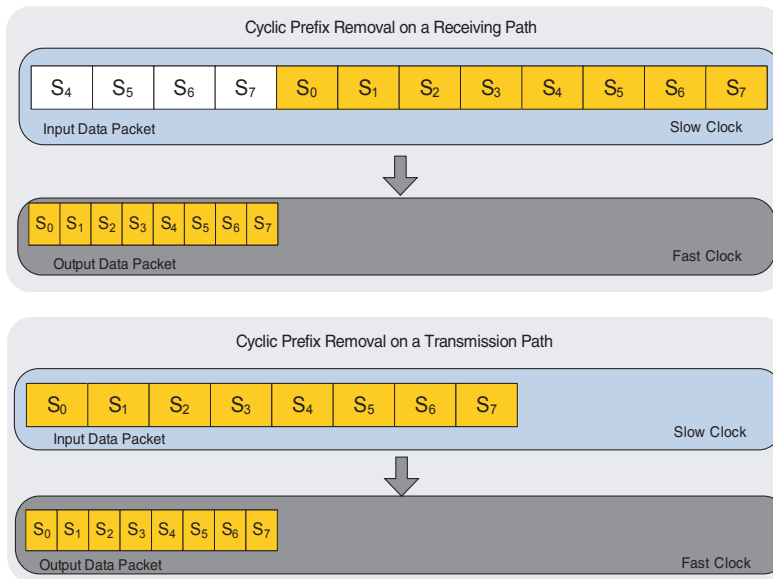 Cyclic Prefix Removal on a Receiving Path
S4 S5 S6 S7 S0 S1 S2 S3 S4 S5 S6 S7
Input Data Packet Slow Clock
S0 S1 S2 S3 S4 S5 S6 S7
Output Data Packet Fast Clock
Cyclic Prefix Removal on a Transmission Path
S0 S1 S2 S3 S4 S5 S6 S7
Input Data Packet Slow Clock
S0 S1 S2 S3 S4 S5 S6 S7
Output Data Packet Fast Clock